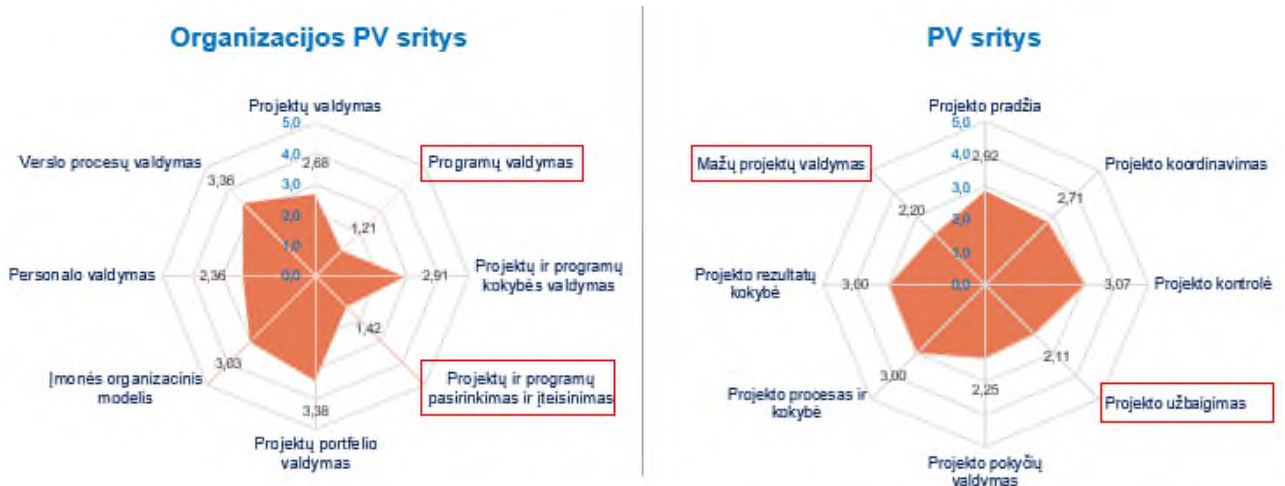 Organizacijos PV sritys
Projektų valdymas
5,0
4,0
3,0
2,0
1,0
0,0
2,68
Programų valdymas
1,21
Projektų ir programų
kokybės valdymas
2,91
Projektų ir programų
pasirinkimas ir įteisinimas
1,42
Projektų portfelio
valdymas
3,38
Įmonės organizacinis
modelis
3,03
Personalo valdymas
2,36
Verslo procesų valdymas
3,36
PV sritys
Projekto pradžia
5,0
4,0
3,0
2,0
1,0
0,0
2,92
Projekto koordinavimas
2,71
Projekto kontrolė
3,07
Projekto užbaigimas
2,11
Projekto pokyčių
valdymas
2,25
Projekto procesas ir
kokybė
3,00
Projekto rezultatų
kokybė
3,00
Mažų projektų valdymas
2,20